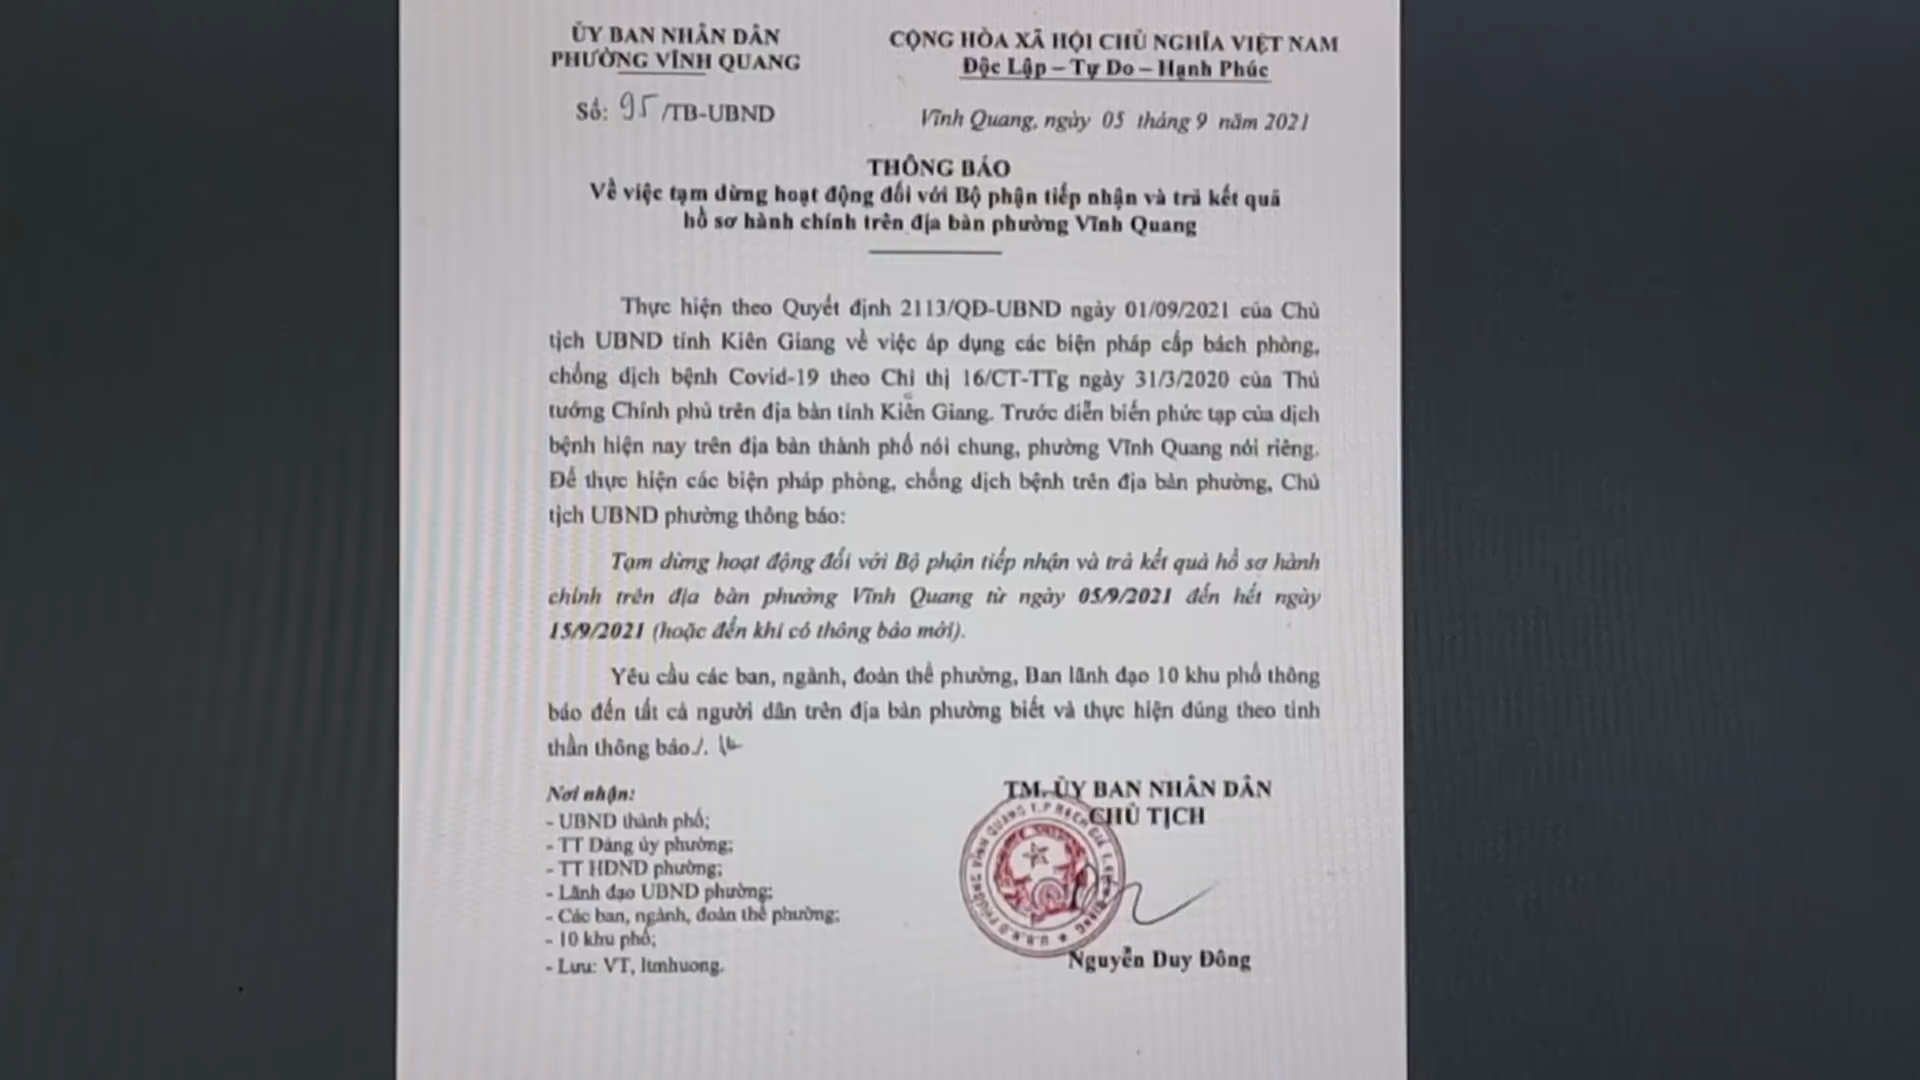 ỦY BAN NHÂN DÂN
PHƯỜNG VĨNH QUANG
Số: 95/TB-UBND
CỘNG HÒA XÃ HỘI CHỦ NGHĨA VIỆT NAM
Độc Lập – Tự Do – Hạnh Phúc
Vĩnh Quang, ngày 05 tháng 9 năm 2021
THÔNG BÁO
Về việc tạm dừng hoạt động đối với Bộ phận tiếp nhận và trả kết quả
hồ sơ hành chính trên địa bàn phường Vĩnh Quang
Thực hiện theo Quyết định 2113/QĐ-UBND ngày 01/09/2021 của Chủ
tịch UBND tỉnh Kiên Giang về việc áp dụng các biện pháp cấp bách phòng,
chống dịch bệnh Covid-19 theo Chỉ thị 16/CT-TTg ngày 31/3/2020 của Thủ
tướng Chính phủ trên địa bàn tỉnh Kiên Giang. Trước diễn biến phức tạp của dịch
bệnh hiện nay trên địa bàn thành phố nói chung, phường Vĩnh Quang nói riêng.
Để thực hiện các biện pháp phòng, chống dịch bệnh trên địa bàn phường, Chủ
tịch UBND phường thông báo:
Tạm dừng hoạt động đối với Bộ phận tiếp nhận và trả kết quả hồ sơ hành
chính trên địa bàn phường Vĩnh Quang từ ngày 05/9/2021 đến hết ngày
15/9/2021 (hoặc đến khi có thông báo mới).
Yêu cầu các ban, ngành, đoàn thể phường, Ban lãnh đạo 10 khu phố thông
báo đến tất cả người dân trên địa bàn phường biết và thực hiện đúng theo tinh
thần thông báo./.
Nơi nhận:
- UBND thành phố;
- TT Đảng ủy phường;
- TT HĐND phường;
- Lãnh đạo UBND phường;
- Các ban, ngành, đoàn thể phường;
- 10 khu phố;
- Lưu: VT, ltmhuong.
TM. ỦY BAN NHÂN DÂN
CHỦ TỊCH
Nguyễn Duy Đông